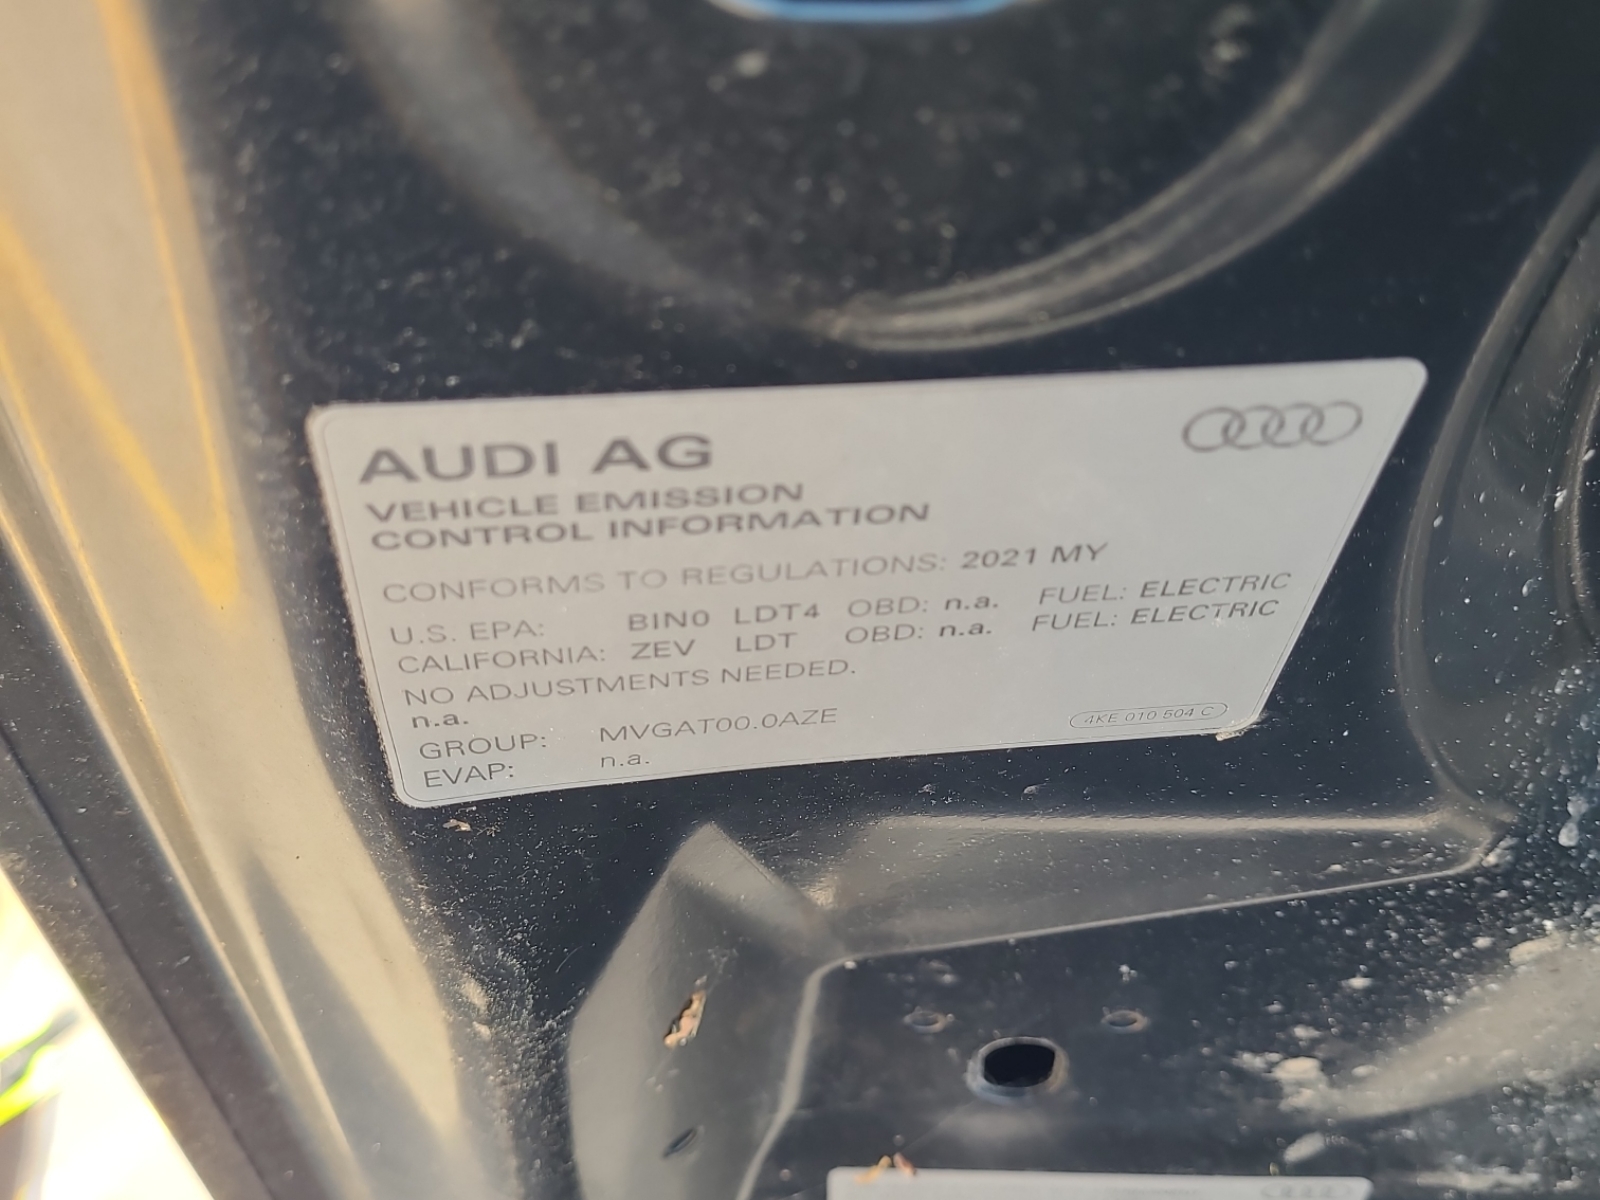 AUDI AG
VEHICLE EMISSION
CONTROL INFORMATION
CONFORMS TO REGULATIONS: 2021 MY
U.S. EPA: BIN0 LDT4 OBD: n.a. FUEL: ELECTRIC
CALIFORNIA: ZEV LDT OBD: n.a. FUEL: ELECTRIC
NO ADJUSTMENTS NEEDED.
n.a.
GROUP: MVGAT00.0AZE
EVAP: n.a.
4KE 010 504 C